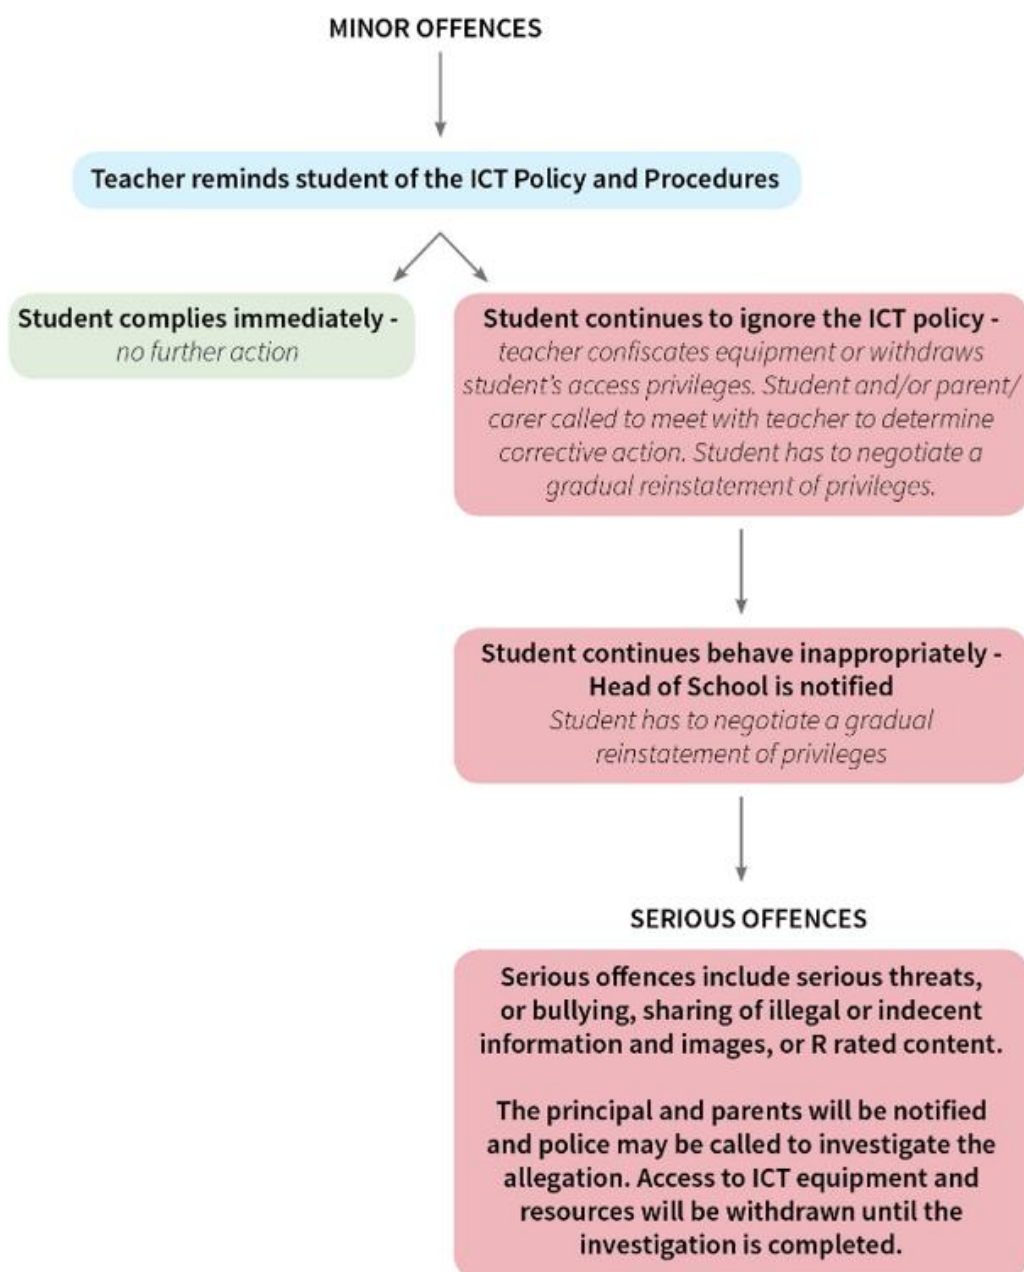 MINOR OFFENCES
Teacher reminds student of the ICT Policy and Procedures
Student complies immediately -
no further action
Student continues to ignore the ICT policy -
teacher confiscates equipment or withdraws
student's access privileges. Student and/or parent/
carer called to meet with teacher to determine
corrective action. Student has to negotiate a
gradual reinstatement of privileges.
Student continues behave inappropriately -
Head of School is notified
Student has to negotiate a gradual
reinstatement of privileges
SERIOUS OFFENCES
Serious offences include serious threats,
or bullying, sharing of illegal or indecent
information and images, or R rated content.
The principal and parents will be notified
and police may be called to investigate the
allegation. Access to ICT equipment and
resources will be withdrawn until the
investigation is completed.